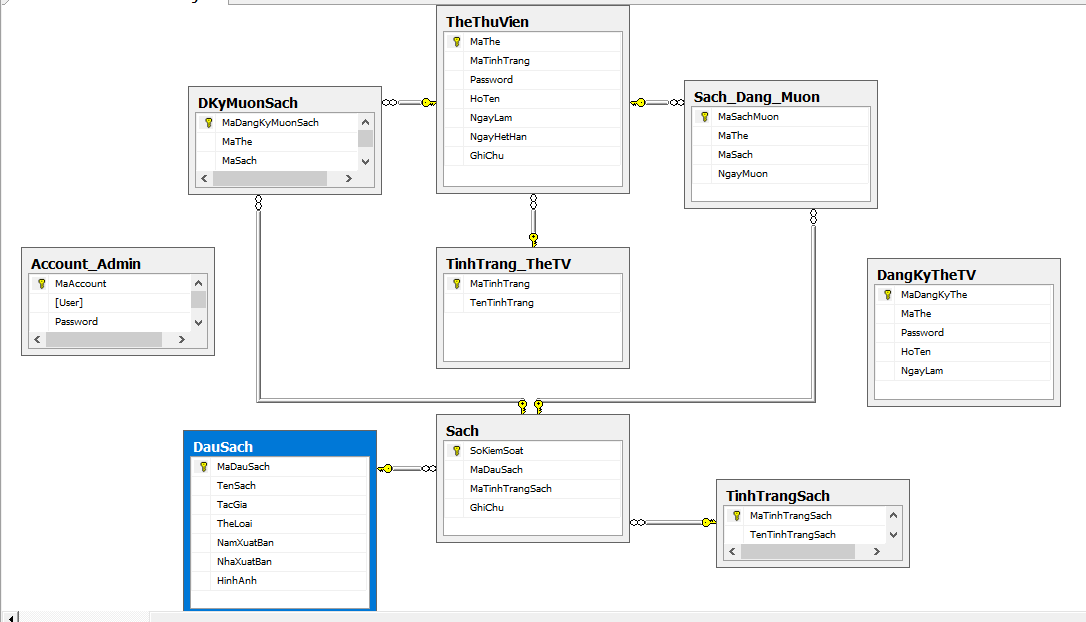 TheThuVien
MaThe
MaTinhTrang
Password
HoTen
NgayLam
NgayHetHan
GhiChu
DKyMuonSach
MaDangKyMuonSach
MaThe
MaSach
Sach_Dang_Muon
MaSachMuon
MaThe
MaSach
NgayMuon
Account_Admin
MaAccount
[User]
Password
TinhTrang_TheTV
MaTinhTrang
TenTinhTrang
DangKyTheTV
MaDangKyThe
MaThe
Password
HoTen
NgayLam
DauSach
MaDauSach
TenSach
TacGia
TheLoai
NamXuatBan
NhaXuatBan
HinhAnh
Sach
SoKiemSoat
MaDauSach
MaTinhTrangSach
GhiChu
TinhTrangSach
MaTinhTrangSach
TenTinhTrangSach